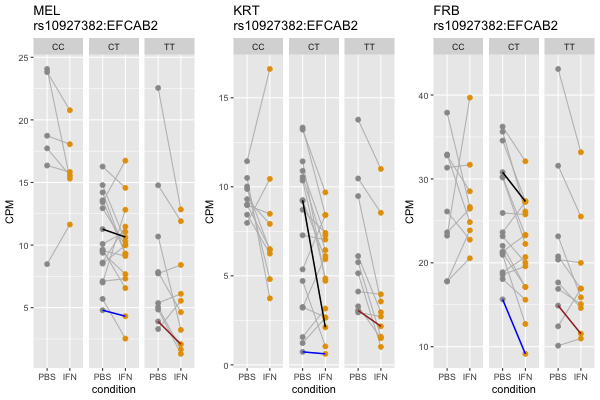 MEL
rs10927382:EFCAB2
CC CT TT
25
20
15
10
5
CPM
PBS IFN PBS IFN PBS IFN
condition
KRT
rs10927382:EFCAB2
CC CT TT
15
10
5
0
CPM
PBS IFN PBS IFN PBS IFN
condition
FRB
rs10927382:EFCAB2
CC CT TT
40
30
20
10
CPM
PBS IFN PBS IFN PBS IFN
condition